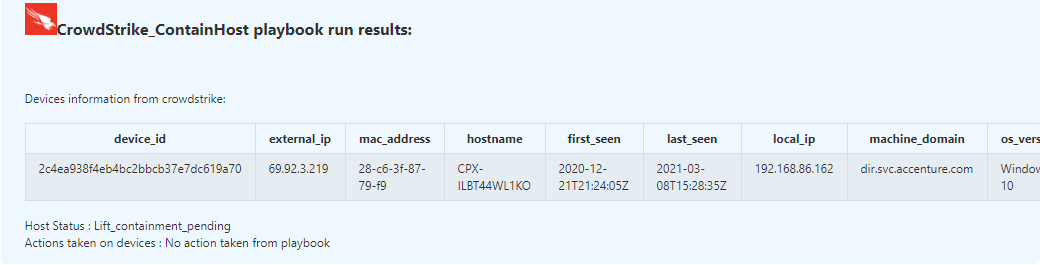 CrowdStrike_ContainHost playbook run results:
Devices information from crowdstrike:
device_id external_ip mac_address hostname first_seen last_seen local_ip machine_domain os_vers
2c4ea938f4eb4bc2bbcb37e7dc619a70 69.92.3.219 28-c6-3f-87- CPX- 2020-12- 2021-03- 192.168.86.162 dir.svc.accenture.com Window
79-f9 ILBT44WL1KO 21T21:24:05Z 08T15:28:35Z 10
Host Status : Lift_containment_pending
Actions taken on devices : No action taken from playbook